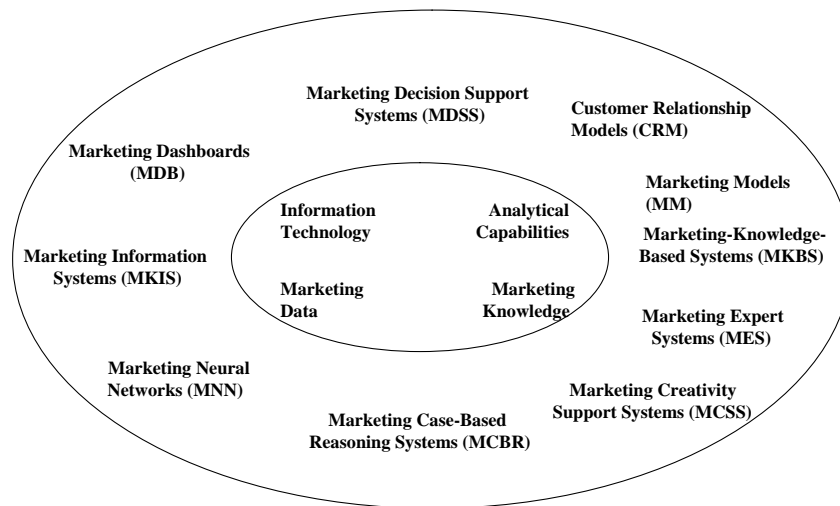 Marketing Decision Support
Systems (MDSS)
Customer Relationship
Models (CRM)
Marketing Dashboards
(MDB)
Marketing Models
(MM)
Information
Technology
Analytical
Capabilities
Marketing-Knowledge-
Based Systems (MKBS)
Marketing Information
Systems (MKIS)
Marketing
Data
Marketing
Knowledge
Marketing Expert
Systems (MES)
Marketing Neural
Networks (MNN)
Marketing Creativity
Support Systems (MCSS)
Marketing Case-Based
Reasoning Systems (MCBR)